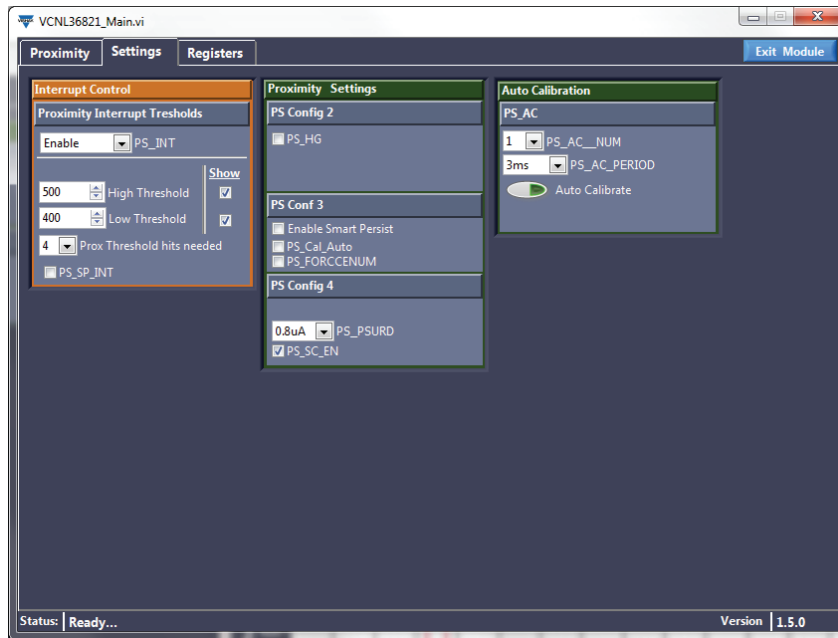 VCNL36821_Main.vi
Proximity Settings Registers Exit Module
Interrupt Control
Proximity Interrupt Tresholds
Enable PS_INT
Show
500 High Threshold
400 Low Threshold
4 Prox Threshold hits needed
PS_SP_INT
Proximity Settings
PS Config 2
PS_HG
PS Conf 3
Enable Smart Persist
PS_Cal_Auto
PS_FORCCENUM
PS Config 4
0.8uA PS_PSURD
PS_SC_EN
Auto Calibration
PS_AC
1 PS_AC__NUM
3ms PS_AC_PERIOD
Auto Calibrate
Status: Ready... Version 1.5.0